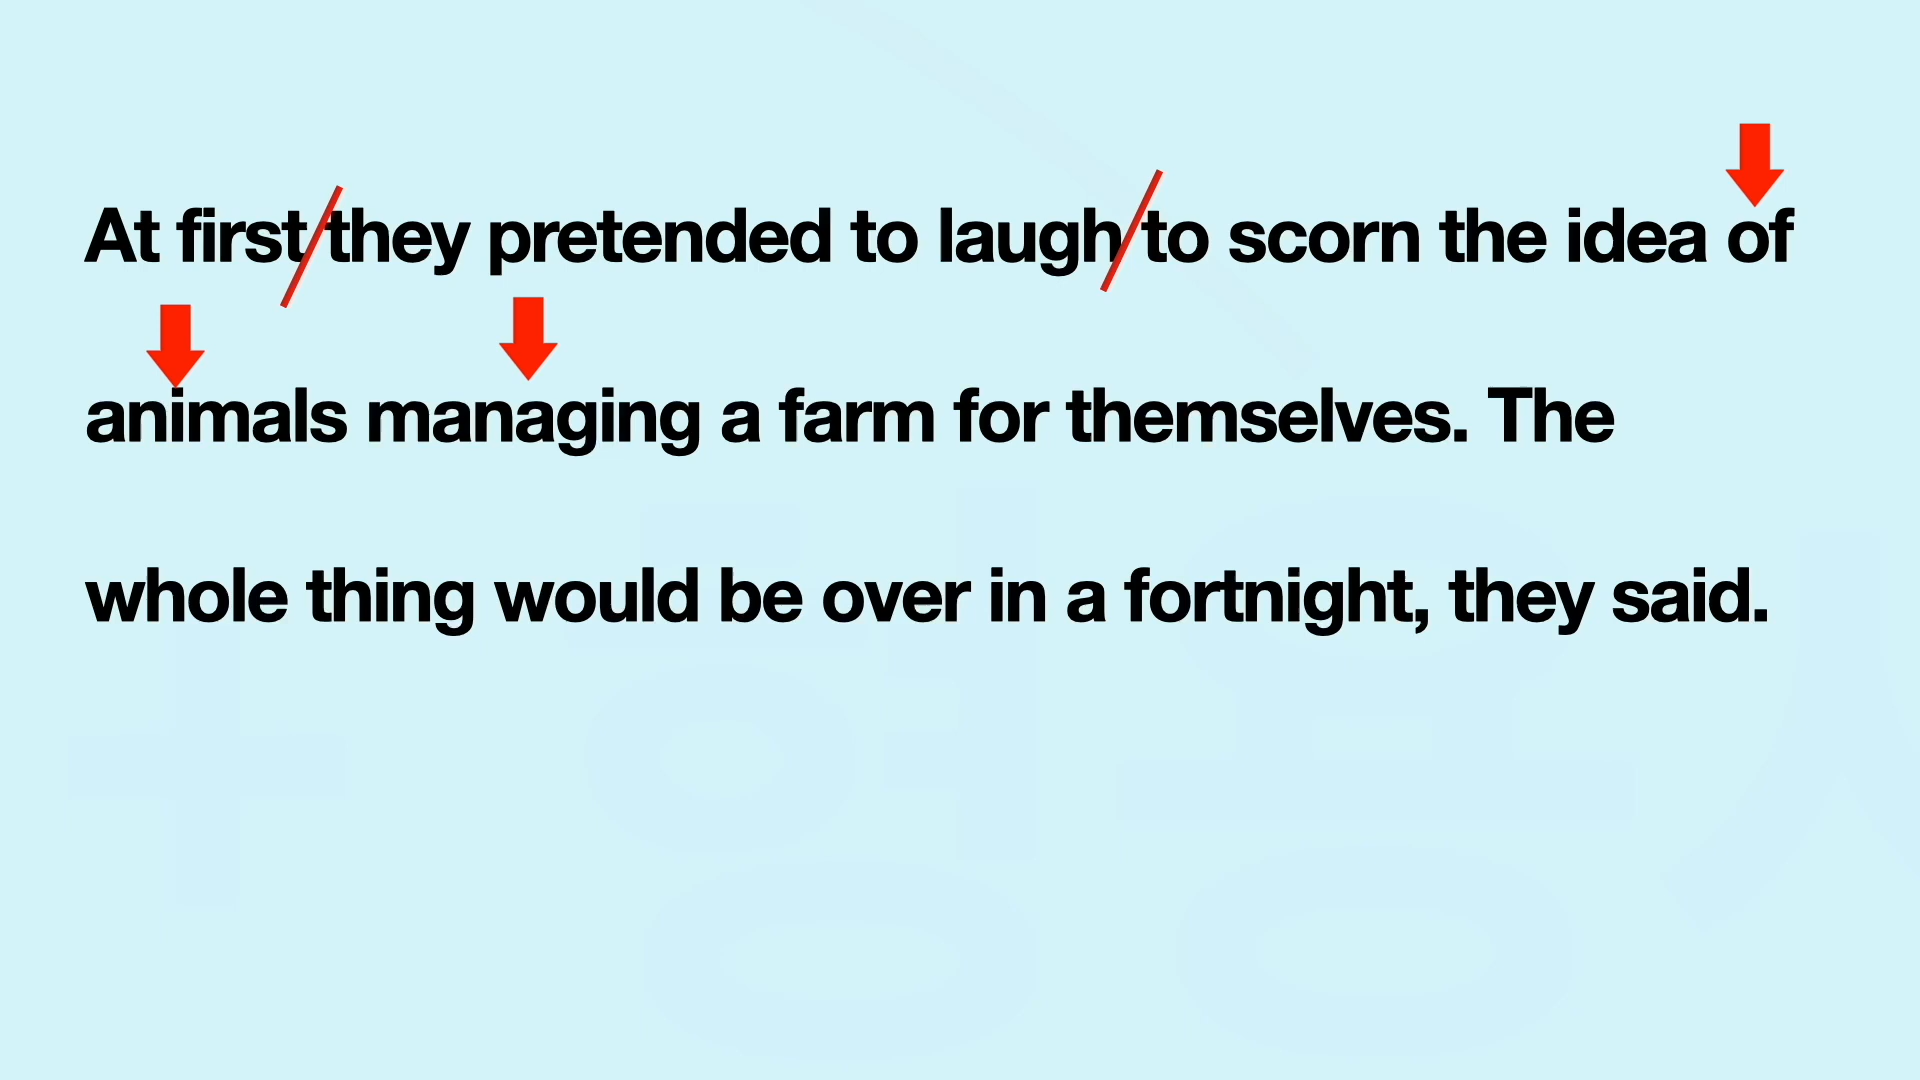 At first they pretended to laugh to scorn the idea of
animals managing a farm for themselves. The
whole thing would be over in a fortnight, they said.